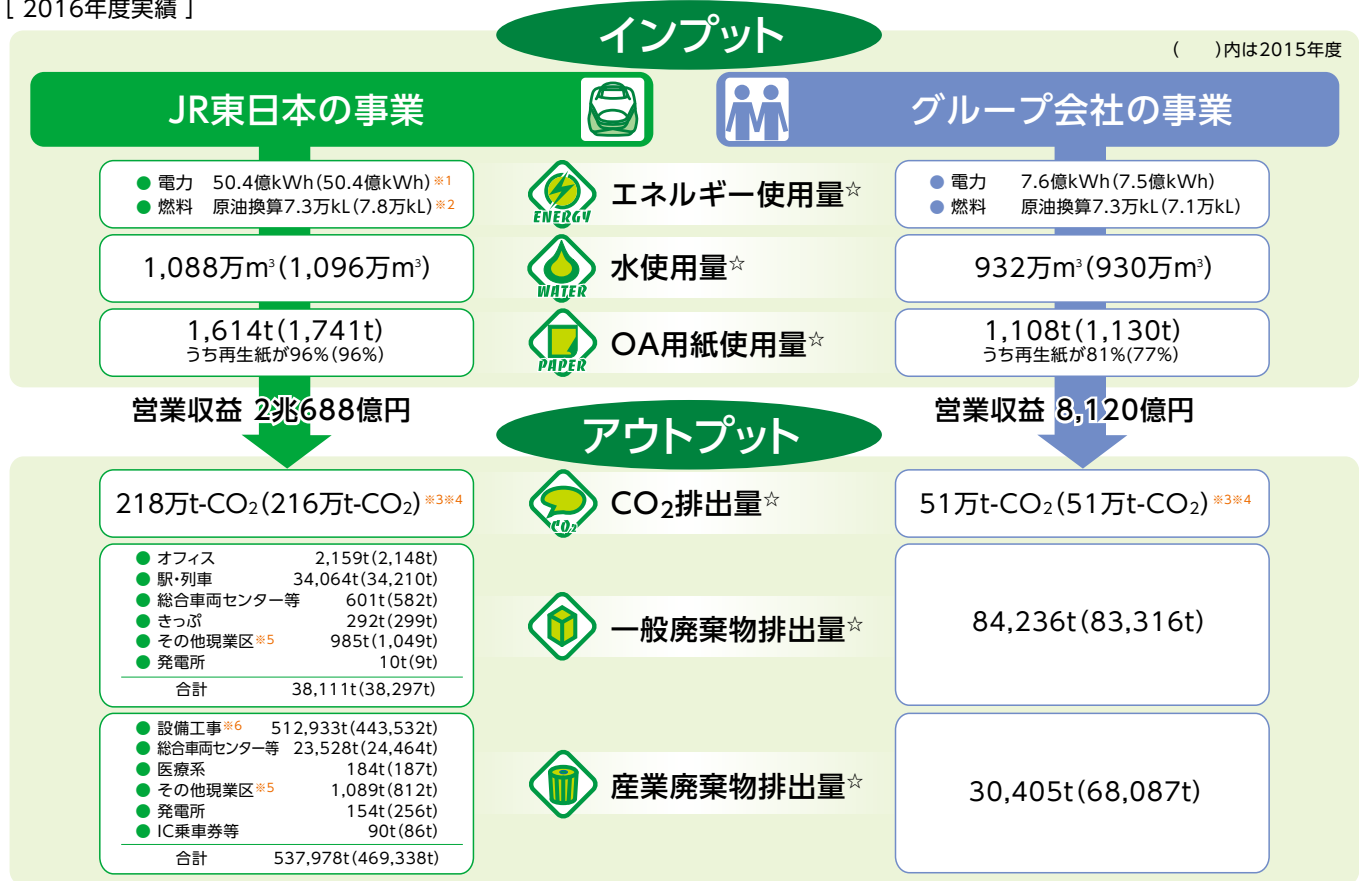 [ 2016年度実績 ]
インプット
(　)内は2015年度
JR東日本の事業
グループ会社の事業
● 電力 50.4億kWh(50.4億kWh)※1
● 燃料 原油換算7.3万kL(7.8万kL)※2
ENERGY
エネルギー使用量☆
● 電力 7.6億kWh(7.5億kWh)
● 燃料 原油換算7.3万kL(7.1万kL)
1,088万m³(1,096万m³)
WATER
水使用量☆
932万m³(930万m³)
1,614t(1,741t)
うち再生紙が96%(96%)
PAPER
OA用紙使用量☆
1,108t(1,130t)
うち再生紙が81%(77%)
営業収益 2兆688億円
営業収益 8,120億円
アウトプット
218万t-CO₂(216万t-CO₂)※3※4
CO₂
CO₂排出量☆
51万t-CO₂(51万t-CO₂)※3※4
● オフィス 2,159t(2,148t)
● 駅・列車 34,064t(34,210t)
● 総合車両センター等 601t(582t)
● きっぷ 292t(299t)
● その他現業区※5 985t(1,049t)
● 発電所 10t(9t)
合計 38,111t(38,297t)
一般廃棄物排出量☆
84,236t(83,316t)
● 設備工事※6 512,933t(443,532t)
● 総合車両センター等 23,528t(24,464t)
● 医療系 184t(187t)
● その他現業区※5 1,089t(812t)
● 発電所 154t(256t)
● IC乗車券等 90t(86t)
合計 537,978t(469,338t)
産業廃棄物排出量☆
30,405t(68,087t)